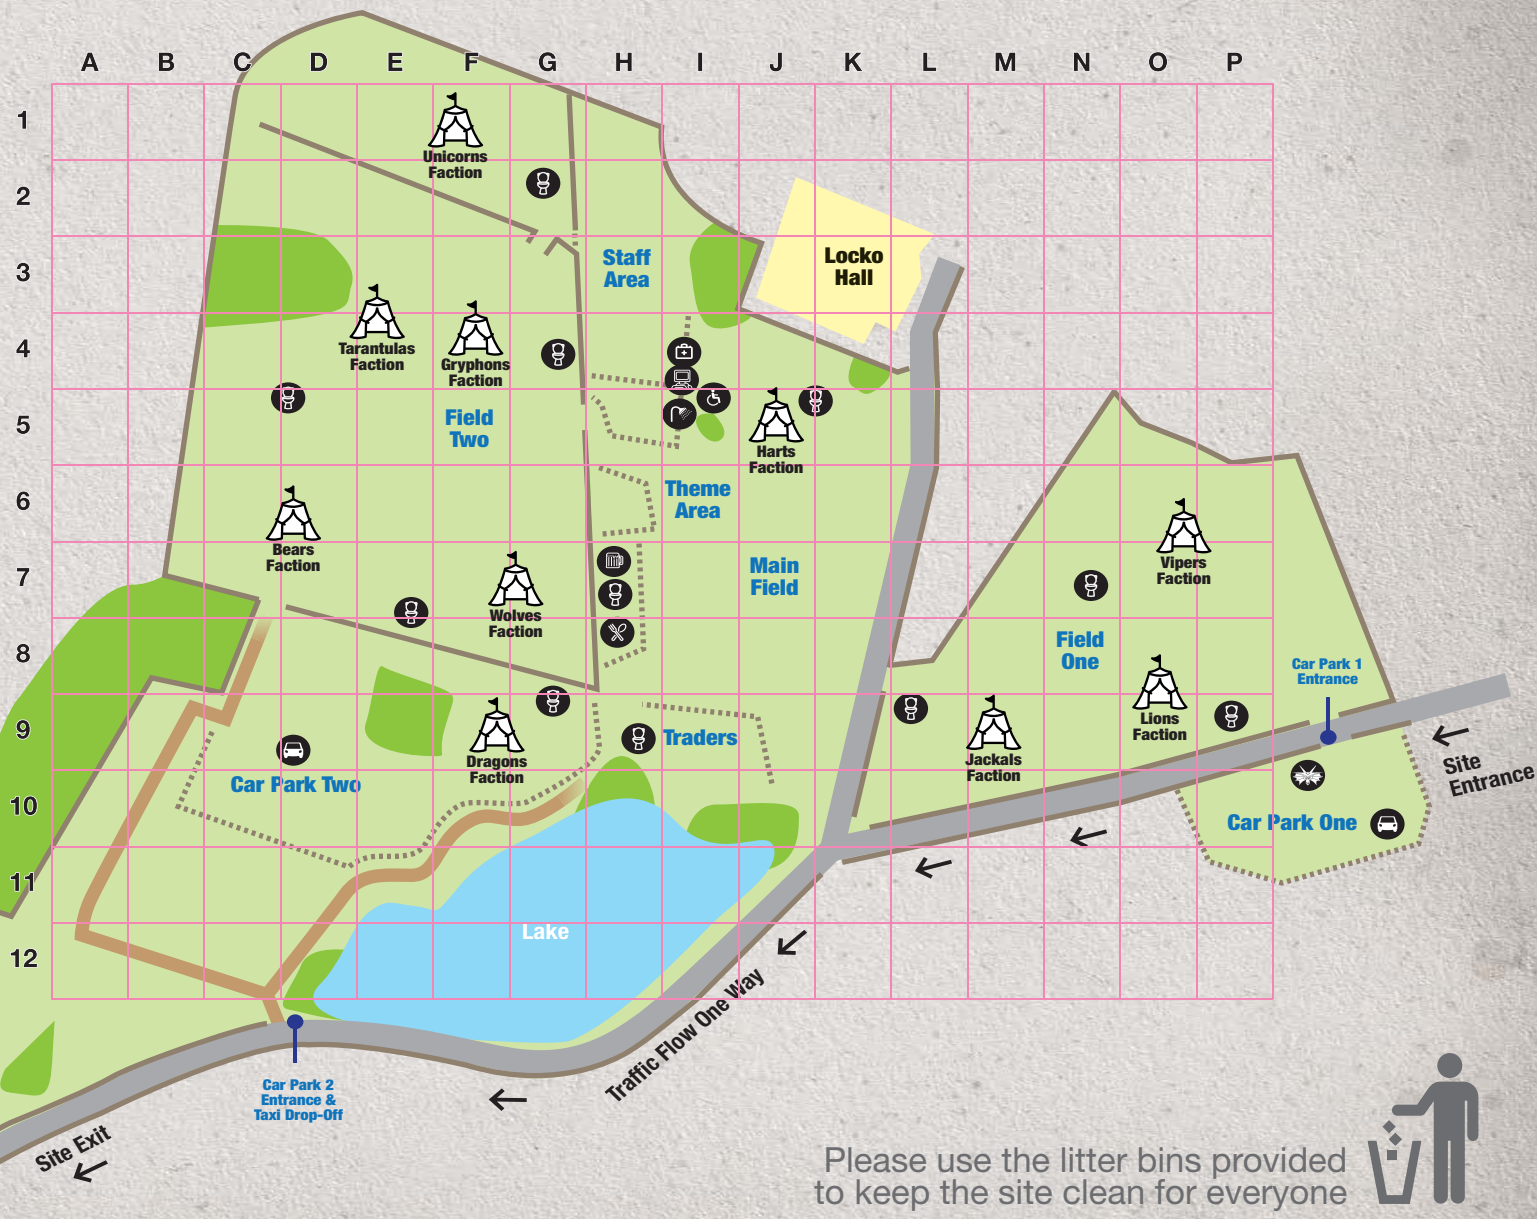 A B C D E F G H I J K L M N O P
1
2
3
4
5
6
7
8
9
10
11
12
Unicorns
Faction
Staff
Area
Locko
Hall
Tarantulas
Faction
Gryphons
Faction
Field
Two
Harts
Faction
Theme
Area
Bears
Faction
Wolves
Faction
Main
Field
Vipers
Faction
Field
One
Car Park 1
Entrance
Lions
Faction
Jackals
Faction
Dragons
Faction
Traders
Car Park Two
Site
Entrance
Car Park One
Lake
Traffic Flow One Way
Car Park 2
Entrance &
Taxi Drop-Off
Site Exit
Please use the litter bins provided
to keep the site clean for everyone